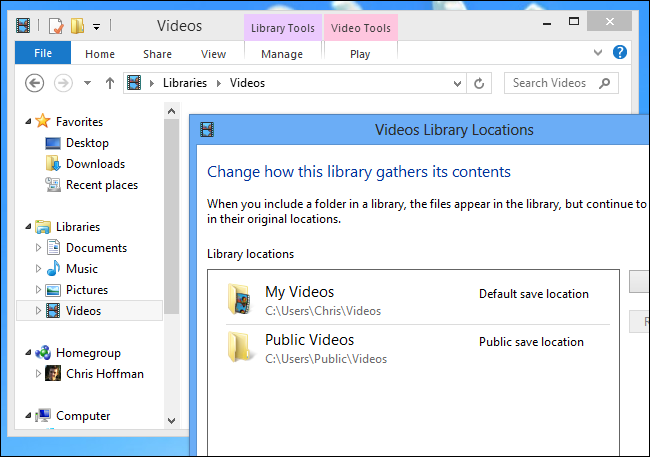 Videos
Library Tools
Video Tools
File
Home
Share
View
Manage
Play
Libraries
Videos
Search Videos
Favorites
Desktop
Downloads
Recent places
Libraries
Documents
Music
Pictures
Videos
Homegroup
Chris Hoffman
Computer
Videos Library Locations
Change how this library gathers its contents
When you include a folder in a library, the files appear in the library, but continue to
in their original locations.
Library locations
My Videos
Default save location
C:\Users\Chris\Videos
Public Videos
Public save location
C:\Users\Public\Videos